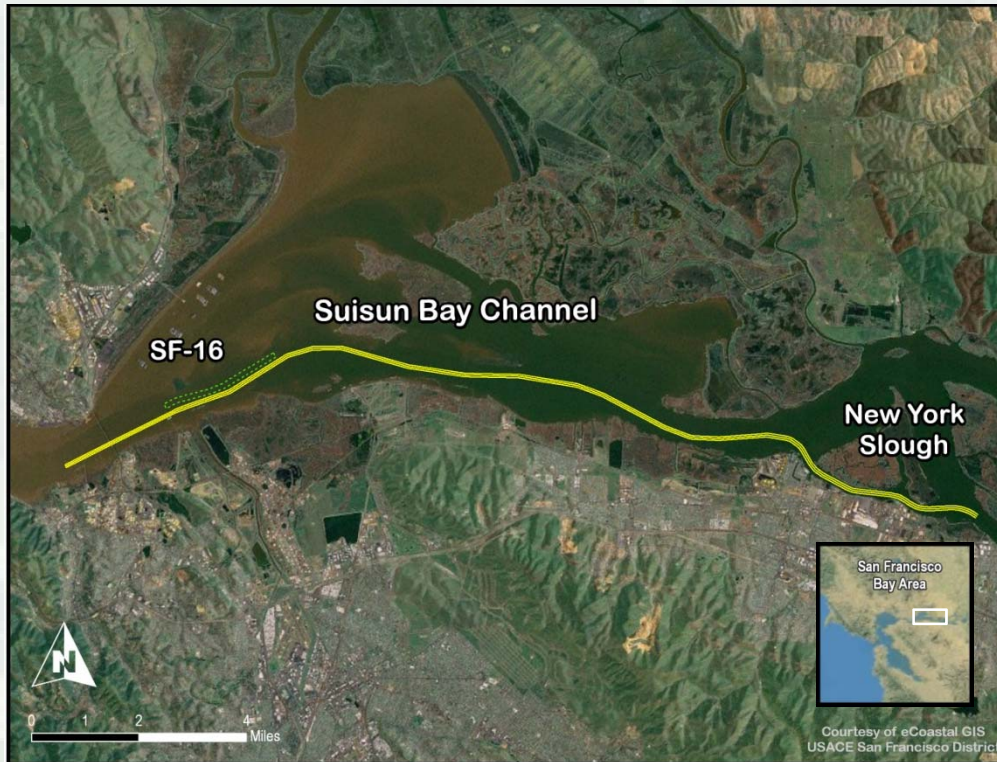 Suisun Bay Channel
SF-16
New York
Slough
San Francisco
Bay Area
N
0 1 2 4
Miles
Courtesy of eCoastal GIS
USACE San Francisco District